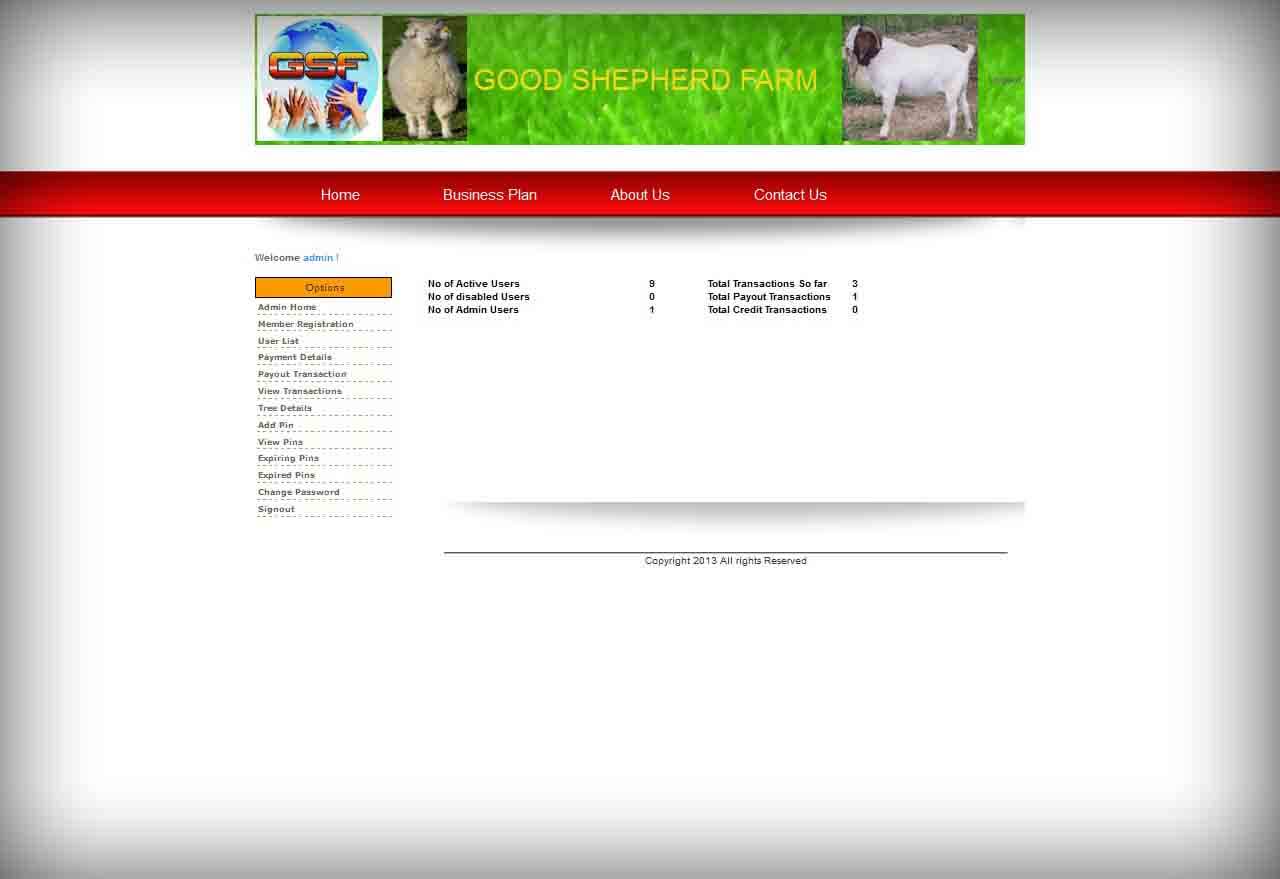 GSF
GOOD SHEPHERD FARM
Home Business Plan About Us Contact Us
Welcome admin !
Options
Admin Home
Member Registration
User List
Payment Details
Payout Transaction
View Transactions
Tree Details
Add Pin
View Pins
Expiring Pins
Expired Pins
Change Password
Signout
No of Active Users 9 Total Transactions So far 3
No of disabled Users 0 Total Payout Transactions 1
No of Admin Users 1 Total Credit Transactions 0
Copyright 2013 All rights Reserved